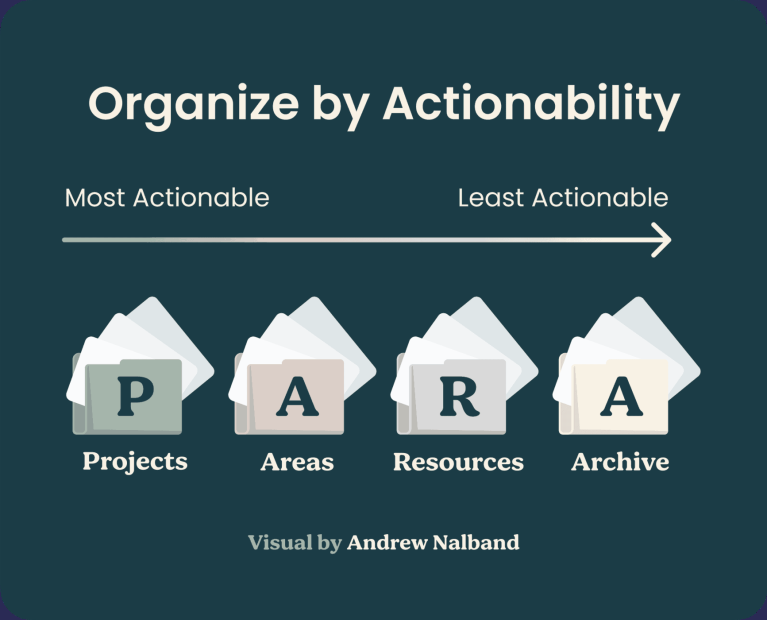 Organize by Actionability
Most Actionable
Least Actionable
P
A
R
A
Projects
Areas
Resources
Archive
Visual by Andrew Nalband